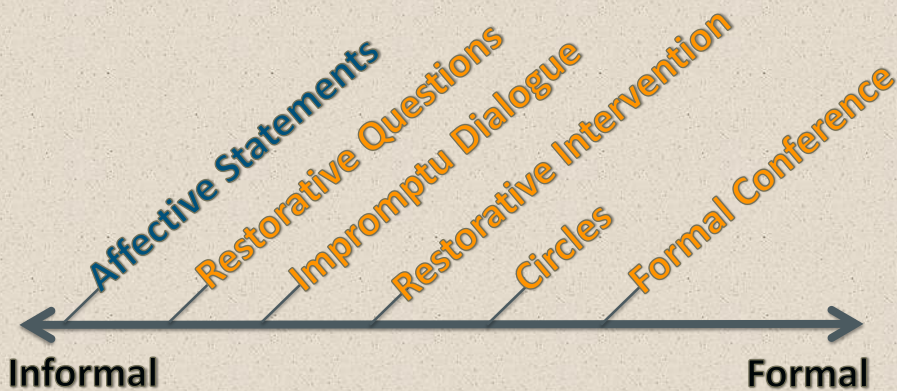 Affective Statements
Restorative Questions
Impromptu Dialogue
Restorative Intervention
Circles
Formal Conference
Informal
Formal